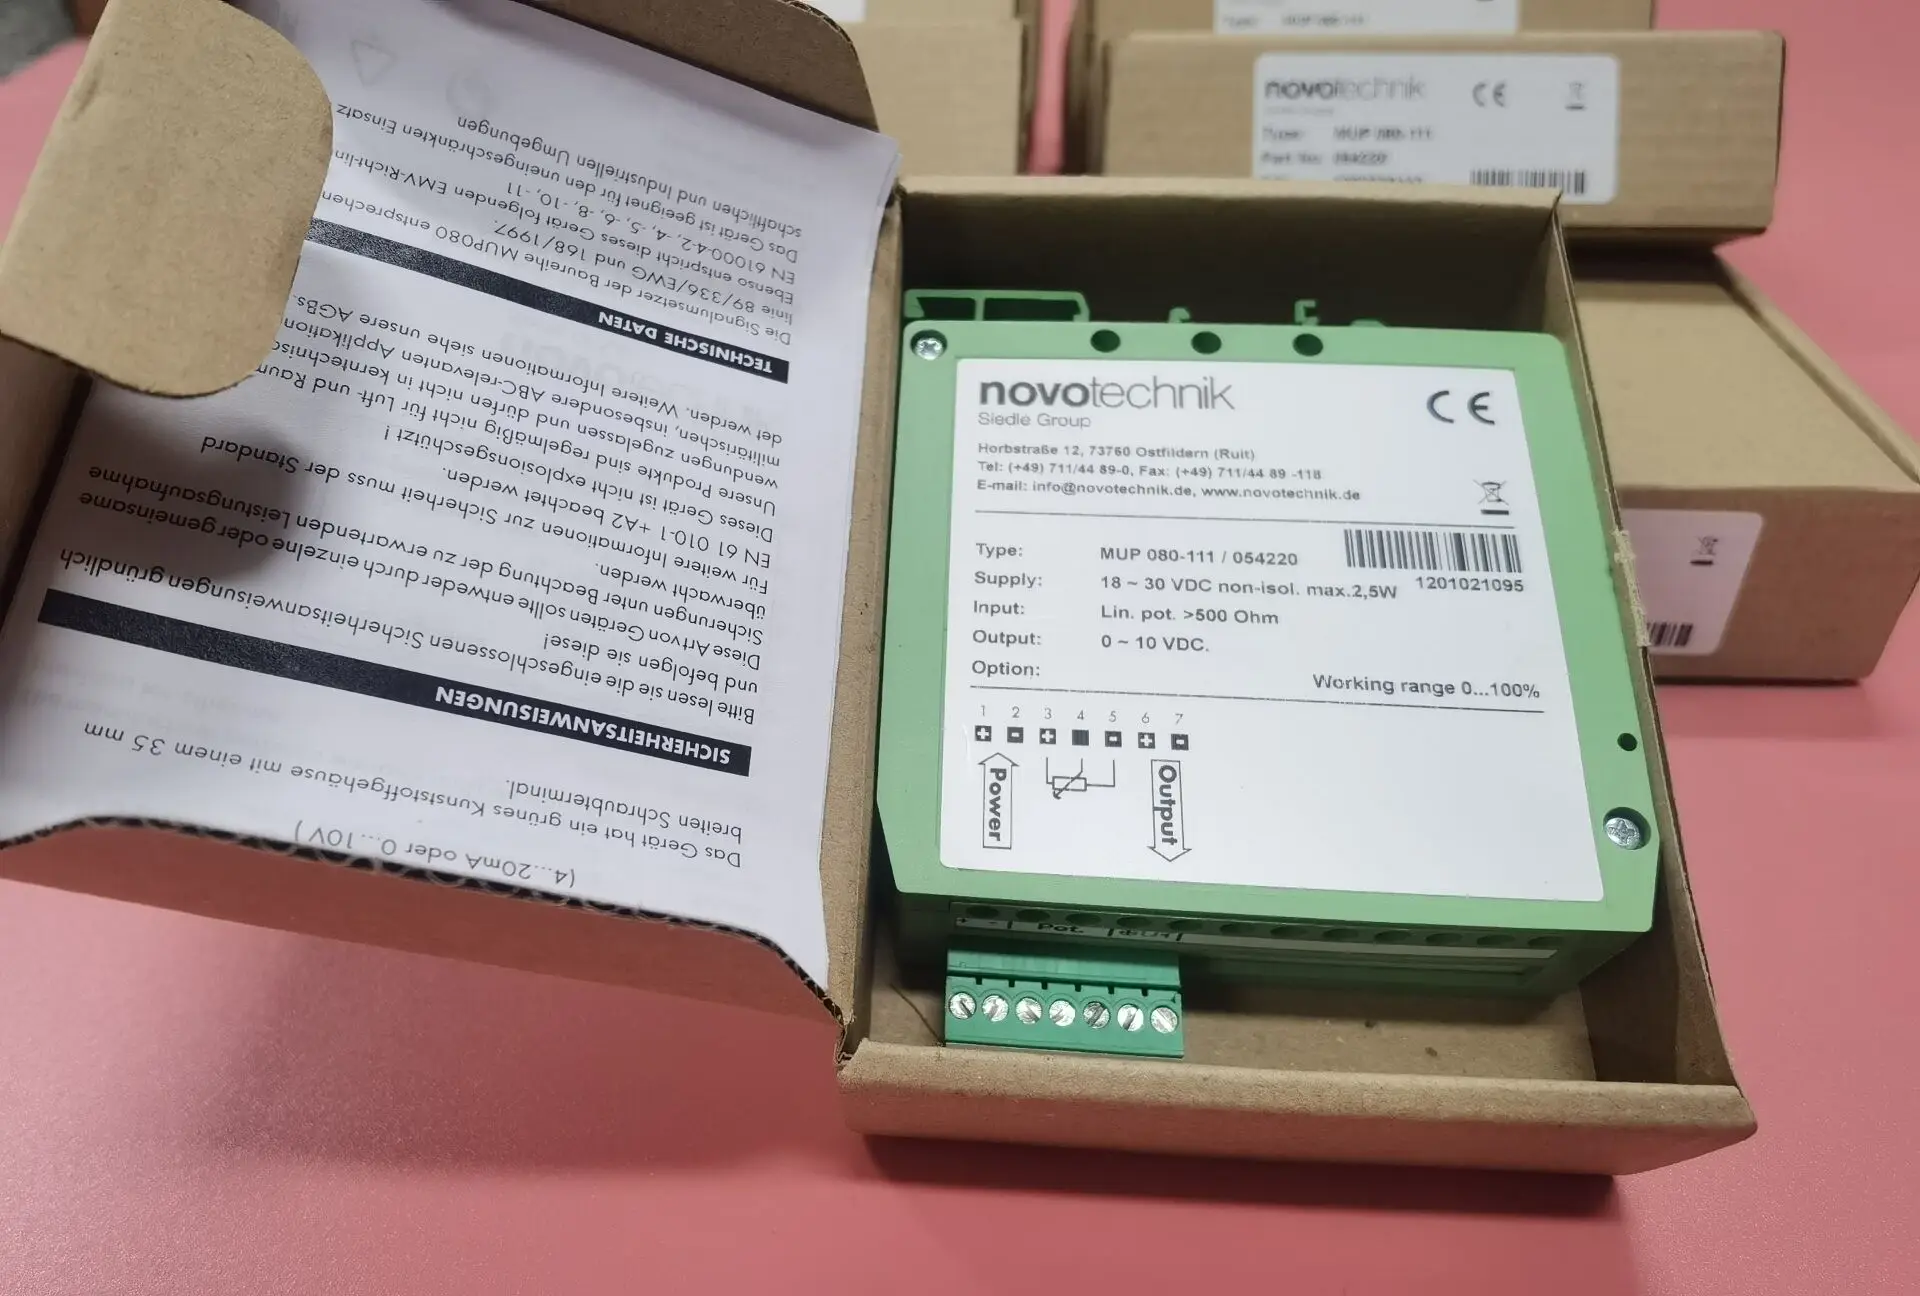 novotechnik
Siedle Group
CE
Horbstraße 12, 73760 Ostfildern (Ruit)
Tel: (+49) 711/44 89-0, Fax: (+49) 711/44 89 -118
E-mail: info@novotechnik.de, www.novotechnik.de
Type: MUP 080-111 / 054220
Supply: 18 ~ 30 VDC non-isol. max.2,5W
1201021095
Input: Lin. pot. >500 Ohm
Output: 0 ~ 10 VDC.
Option:
Working range 0...100%
1 2 3 4 5 6 7
Power
Output
Pot.
(4...20mA oder 0...10V)
Das Gerät hat ein grünes Kunststoffgehäuse mit einem 35 mm
breiten Schraubterminal.
SICHERHEITSANWEISUNGEN
Bitte lesen sie die eingeschlossenen Sicherheitsanweisungen gründlich
und befolgen sie diese!
Diese Art von Geräten sollte entweder durch einzelne oder gemeinsame
Sicherungen unter Beachtung der zu erwartenden Leistungsaufnahme
überwacht werden.
Für weitere Informationen zur Sicherheit muss der Standard
EN 61 010-1 +A2 beachtet werden.
Dieses Gerät ist nicht explosionsgeschützt !
Unsere Produkte sind regelmäßig nicht für Luft- und Raum
wendungen zugelassen und dürfen nicht in kerntechnisc
militärischen, insbesondere ABC-relevanten Applikation
det werden. Weitere Informationen siehe unsere AGBs.
TECHNISCHE DATEN
Die Signalumsetzer der Baureihe MUP080 entsprechen
linie 89/336/EWG und 168/1997.
Ebenso entspricht dieses Gerät folgenden EMV-Richt-lin
EN 61000-4-2, -4, -5, -6, -8, -10, -11
Das Gerät ist geeignet für den uneingeschränkten Einsatz
schaftlichen und Industriellen Umgebungen
novotechnik
CE
Type: MUP 080-111
Part No: 054220
Type: MUP 080-111